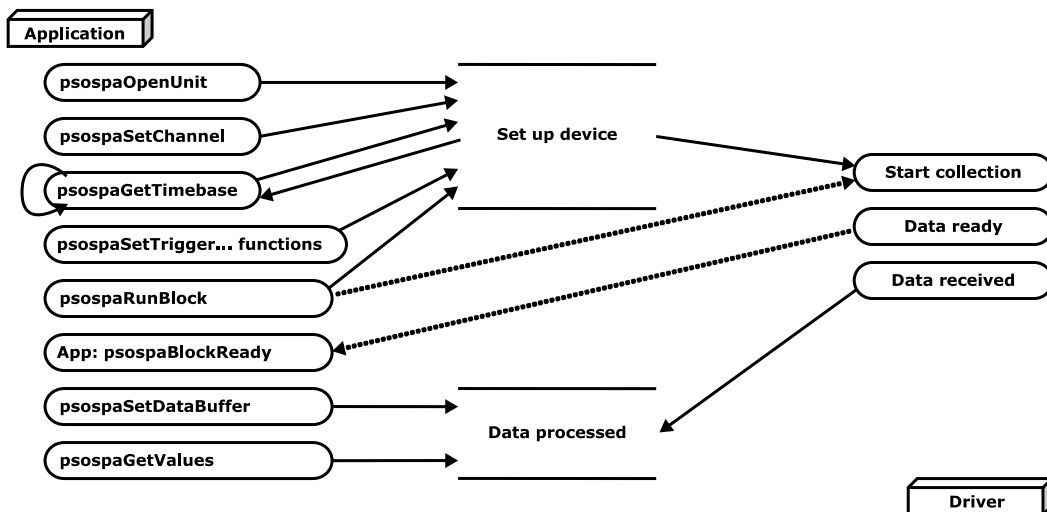 Application
psospaOpenUnit
psospaSetChannel
Set up device
psospaGetTimebase
Start collection
psospaSetTrigger... functions
Data ready
psospaRunBlock
Data received
App: psospaBlockReady
psospaSetDataBuffer
Data processed
psospaGetValues
Driver